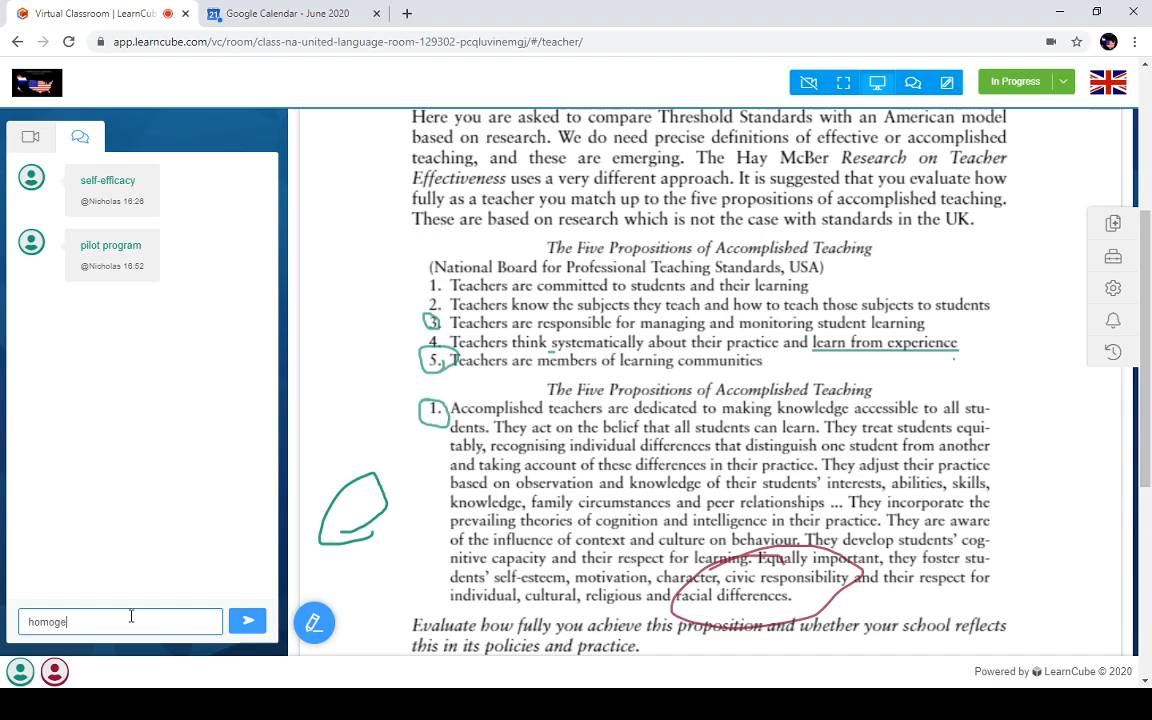 Virtual Classroom | LearnCub
Google Calendar - June 2020
app.learncube.com/vc/room/class-na-united-language-room-129302-pcqluvinemgj/#/teacher/
In Progress
self-efficacy
@Nicholas 16:26
pilot program
@Nicholas 16:52
homoge
Here you are asked to compare Threshold Standards with an American model
based on research. We do need precise definitions of effective or accomplished
teaching, and these are emerging. The Hay McBer Research on Teacher
Effectiveness uses a very different approach. It is suggested that you evaluate how
fully as a teacher you match up to the five propositions of accomplished teaching.
These are based on research which is not the case with standards in the UK.
The Five Propositions of Accomplished Teaching
(National Board for Professional Teaching Standards, USA)
1. Teachers are committed to students and their learning
2. Teachers know the subjects they teach and how to teach those subjects to students
3. Teachers are responsible for managing and monitoring student learning
4. Teachers think systematically about their practice and learn from experience
5. Teachers are members of learning communities
The Five Propositions of Accomplished Teaching
1. Accomplished teachers are dedicated to making knowledge accessible to all stu-
dents. They act on the belief that all students can learn. They treat students equi-
tably, recognising individual differences that distinguish one student from another
and taking account of these differences in their practice. They adjust their practice
based on observation and knowledge of their students' interests, abilities, skills,
knowledge, family circumstances and peer relationships ... They incorporate the
prevailing theories of cognition and intelligence in their practice. They are aware
of the influence of context and culture on behaviour. They develop students' cog-
nitive capacity and their respect for learning. Equally important, they foster stu-
dents' self-esteem, motivation, character, civic responsibility and their respect for
individual, cultural, religious and racial differences.
Evaluate how fully you achieve this proposition and whether your school reflects
this in its policies and practice.
Powered by LearnCube © 2020